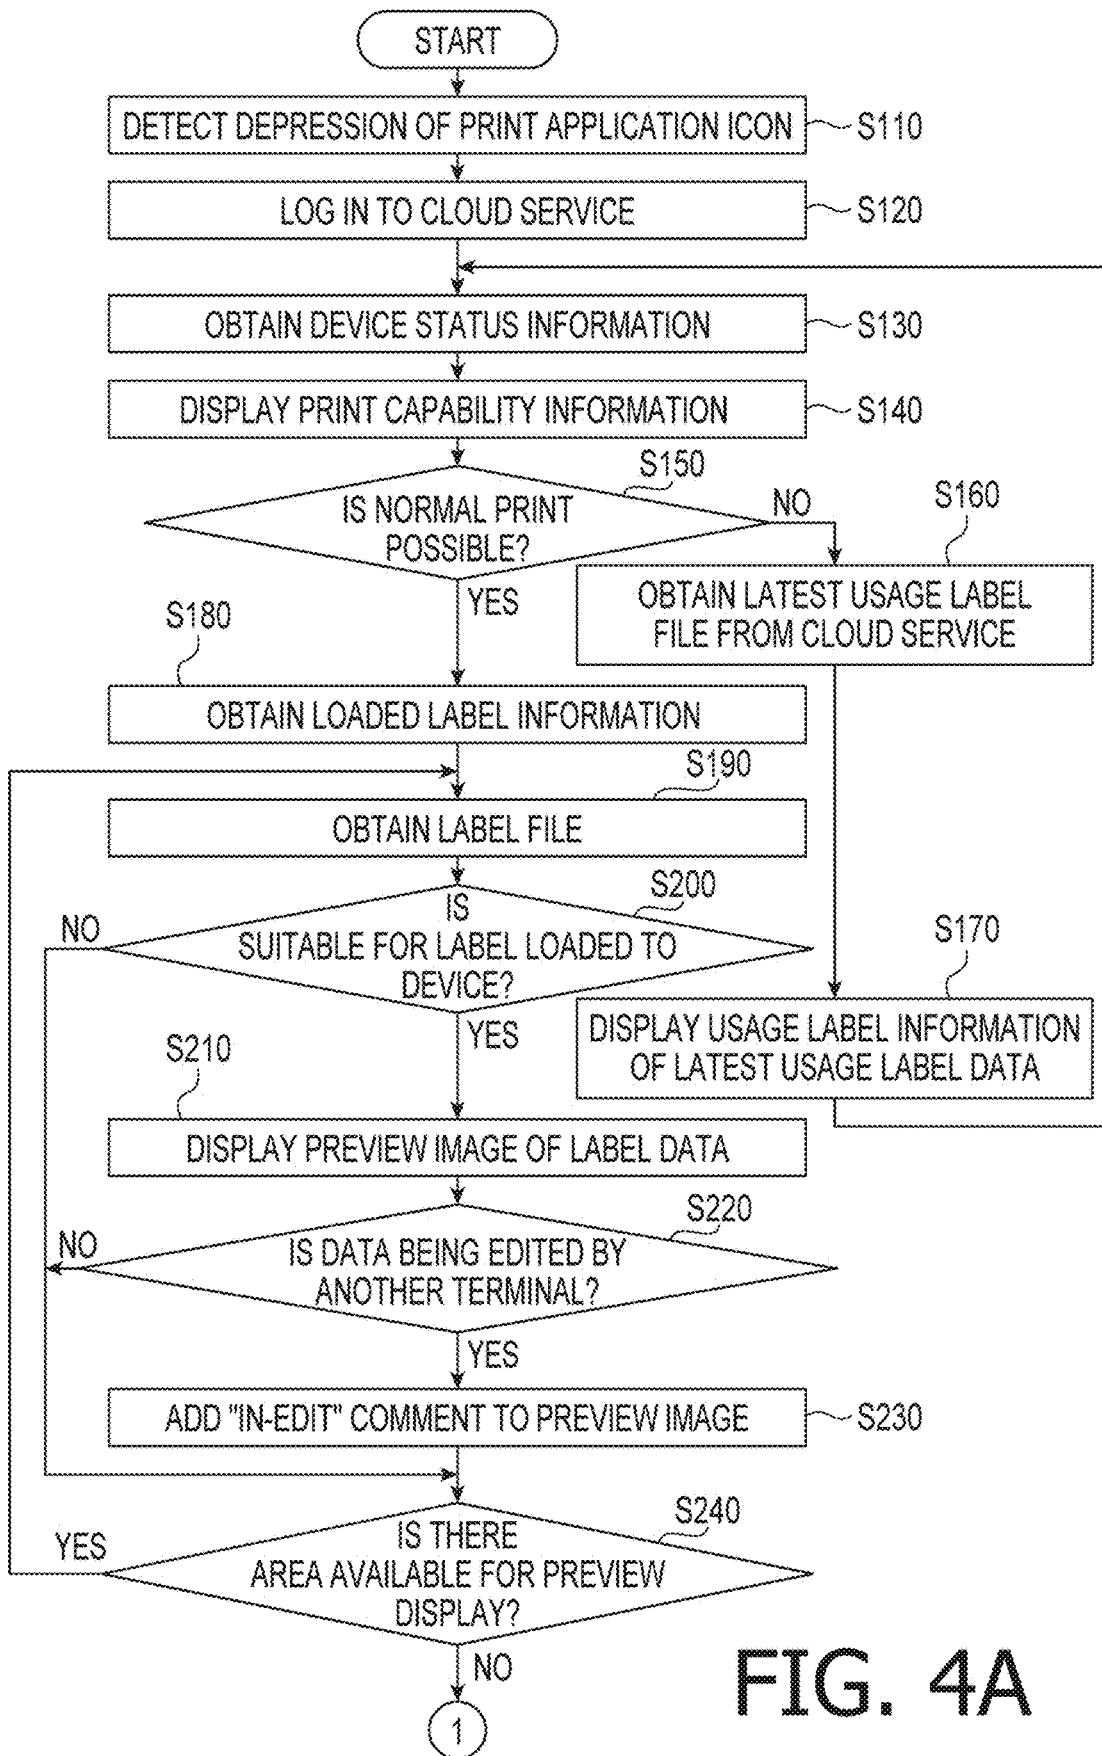 START
DETECT DEPRESSION OF PRINT APPLICATION ICON
S110
LOG IN TO CLOUD SERVICE
S120
OBTAIN DEVICE STATUS INFORMATION
S130
DISPLAY PRINT CAPABILITY INFORMATION
S140
S150
IS NORMAL PRINT
POSSIBLE?
NO
YES
S160
OBTAIN LATEST USAGE LABEL
FILE FROM CLOUD SERVICE
S180
OBTAIN LOADED LABEL INFORMATION
S190
OBTAIN LABEL FILE
S200
IS
SUITABLE FOR LABEL LOADED TO
DEVICE?
NO
YES
S170
DISPLAY USAGE LABEL INFORMATION
OF LATEST USAGE LABEL DATA
S210
DISPLAY PREVIEW IMAGE OF LABEL DATA
S220
IS DATA BEING EDITED BY
ANOTHER TERMINAL?
NO
YES
ADD "IN-EDIT" COMMENT TO PREVIEW IMAGE
S230
S240
IS THERE
AREA AVAILABLE FOR PREVIEW
DISPLAY?
YES
NO
1
FIG. 4A